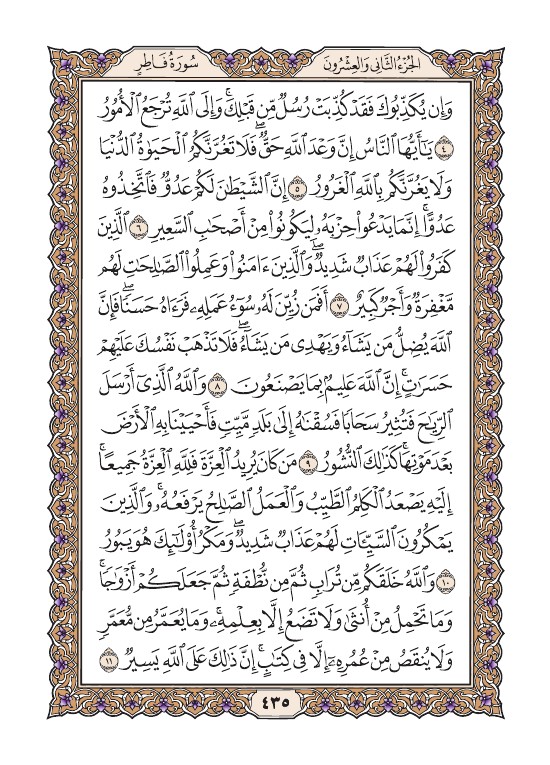 الجُزْءُ الثَّانِي وَالعِشْرُونَ
سُورَةُ فَاطِرٍ
وَإِن يُكَذِّبُوكَ فَقَدْ كُذِّبَتْ رُسُلٌ مِّن قَبْلِكَۚ وَإِلَى ٱللَّهِ تُرْجَعُ ٱلْأُمُورُ
٤ يَٰٓأَيُّهَا ٱلنَّاسُ إِنَّ وَعْدَ ٱللَّهِ حَقٌّۖ فَلَا تَغُرَّنَّكُمُ ٱلْحَيَوٰةُ ٱلدُّنْيَا
وَلَا يَغُرَّنَّكُم بِٱللَّهِ ٱلْغَرُورُ ٥ إِنَّ ٱلشَّيْطَٰنَ لَكُمْ عَدُوٌّ فَٱتَّخِذُوهُ
عَدُوًّاۚ إِنَّمَا يَدْعُوا۟ حِزْبَهُۥ لِيَكُونُوا۟ مِنْ أَصْحَٰبِ ٱلسَّعِيرِ ٦ ٱلَّذِينَ
كَفَرُوا۟ لَهُمْ عَذَابٌ شَدِيدٌۖ وَٱلَّذِينَ ءَامَنُوا۟ وَعَمِلُوا۟ ٱلصَّٰلِحَٰتِ لَهُم
مَّغْفِرَةٌ وَأَجْرٌ كَبِيرٌ ٧ أَفَمَن زُيِّنَ لَهُۥ سُوٓءُ عَمَلِهِۦ فَرَءَاهُ حَسَنًاۖ فَإِنَّ
ٱللَّهَ يُضِلُّ مَن يَشَآءُ وَيَهْدِى مَن يَشَآءُۖ فَلَا تَذْهَبْ نَفْسُكَ عَلَيْهِمْ
حَسَرَٰتٍۚ إِنَّ ٱللَّهَ عَلِيمٌۢ بِمَا يَصْنَعُونَ ٨ وَٱللَّهُ ٱلَّذِىٓ أَرْسَلَ
ٱلرِّيَٰحَ فَتُثِيرُ سَحَابًا فَسُقْنَٰهُ إِلَىٰ بَلَدٍ مَّيِّتٍ فَأَحْيَيْنَا بِهِ ٱلْأَرْضَ
بَعْدَ مَوْتِهَاۚ كَذَٰلِكَ ٱلنُّشُورُ ٩ مَن كَانَ يُرِيدُ ٱلْعِزَّةَ فَلِلَّهِ ٱلْعِزَّةُ جَمِيعًاۚ
إِلَيْهِ يَصْعَدُ ٱلْكَلِمُ ٱلطَّيِّبُ وَٱلْعَمَلُ ٱلصَّٰلِحُ يَرْفَعُهُۥۚ وَٱلَّذِينَ
يَمْكُرُونَ ٱلسَّيِّـَٔاتِ لَهُمْ عَذَابٌ شَدِيدٌۖ وَمَكْرُ أُو۟لَٰٓئِكَ هُوَ يَبُورُ
١٠ وَٱللَّهُ خَلَقَكُم مِّن تُرَابٍ ثُمَّ مِن نُّطْفَةٍ ثُمَّ جَعَلَكُمْ أَزْوَٰجًاۚ
وَمَا تَحْمِلُ مِنْ أُنثَىٰ وَلَا تَضَعُ إِلَّا بِعِلْمِهِۦۚ وَمَا يُعَمَّرُ مِن مُّعَمَّرٍ
وَلَا يُنقَصُ مِنْ عُمُرِهِۦٓ إِلَّا فِى كِتَٰبٍۚ إِنَّ ذَٰلِكَ عَلَى ٱللَّهِ يَسِيرٌ ١١
٤٣٥